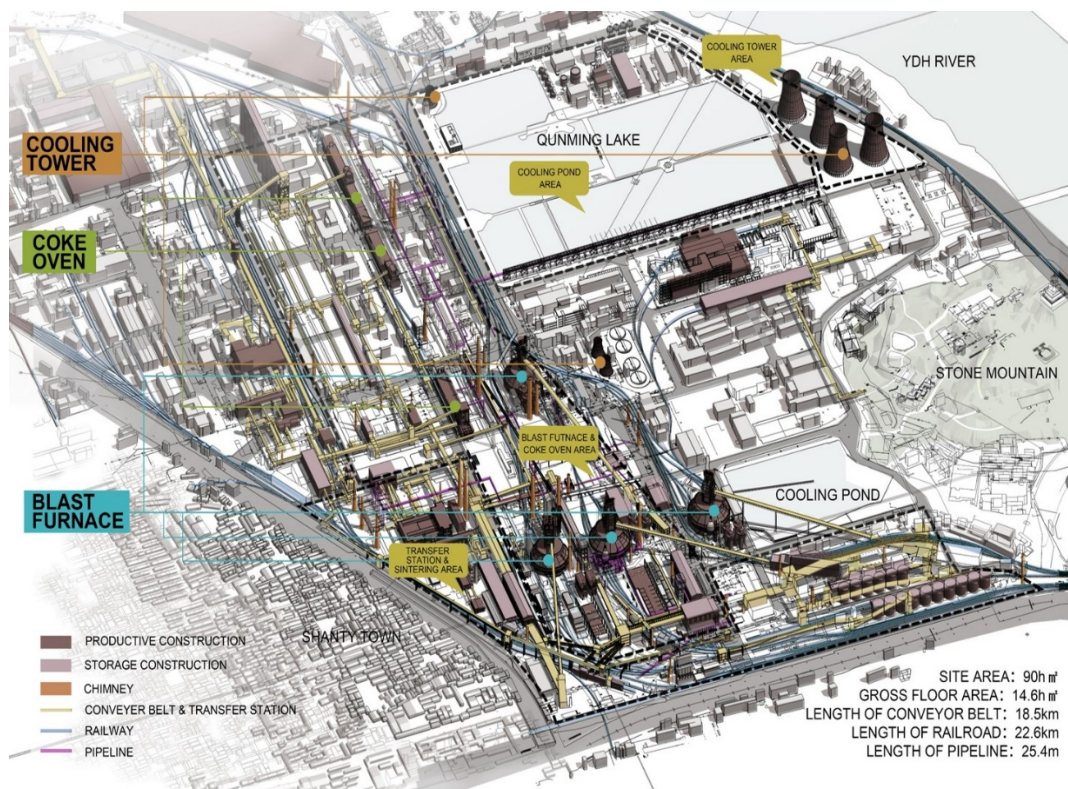 COOLING TOWER
AREA
YDH RIVER
QUNMING LAKE
COOLING
TOWER
COOLING POND
AREA
COKE
OVEN
STONE MOUNTAIN
BLAST FUTNACE &
COKE OVEN AREA
BLAST
FURNACE
COOLING POND
TRANSFER
STATION &
SINTERING AREA
SHANTY TOWN
PRODUCTIVE CONSTRUCTION
STORAGE CONSTRUCTION
CHIMNEY
CONVEYER BELT & TRANSFER STATION
RAILWAY
PIPELINE
SITE AREA: 90h㎡
GROSS FLOOR AREA: 14.6h㎡
LENGTH OF CONVEYOR BELT: 18.5km
LENGTH OF RAILROAD: 22.6km
LENGTH OF PIPELINE: 25.4m